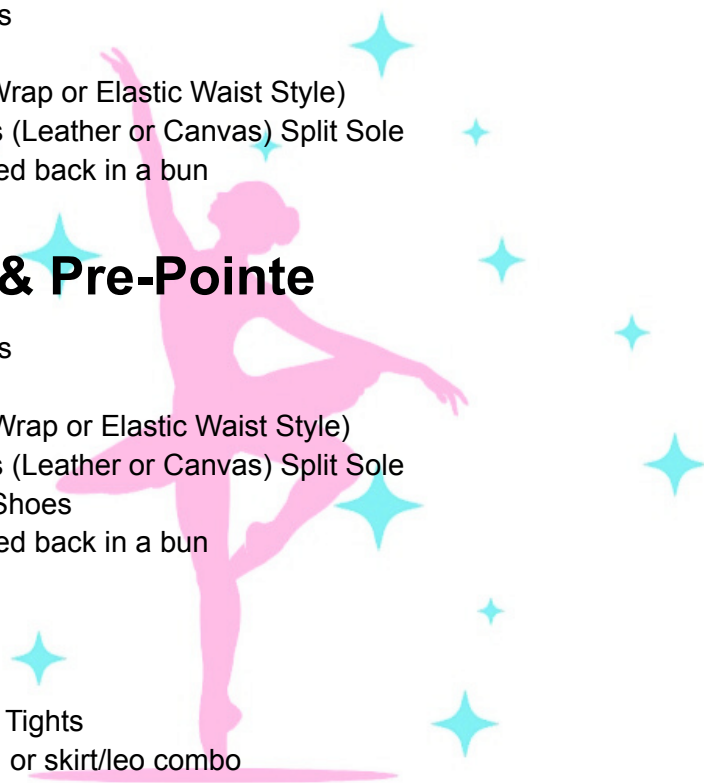 s
Wrap or Elastic Waist Style)
s (Leather or Canvas) Split Sole
ed back in a bun
& Pre-Pointe
s
Wrap or Elastic Waist Style)
s (Leather or Canvas) Split Sole
Shoes
ed back in a bun
Tights
or skirt/leo combo